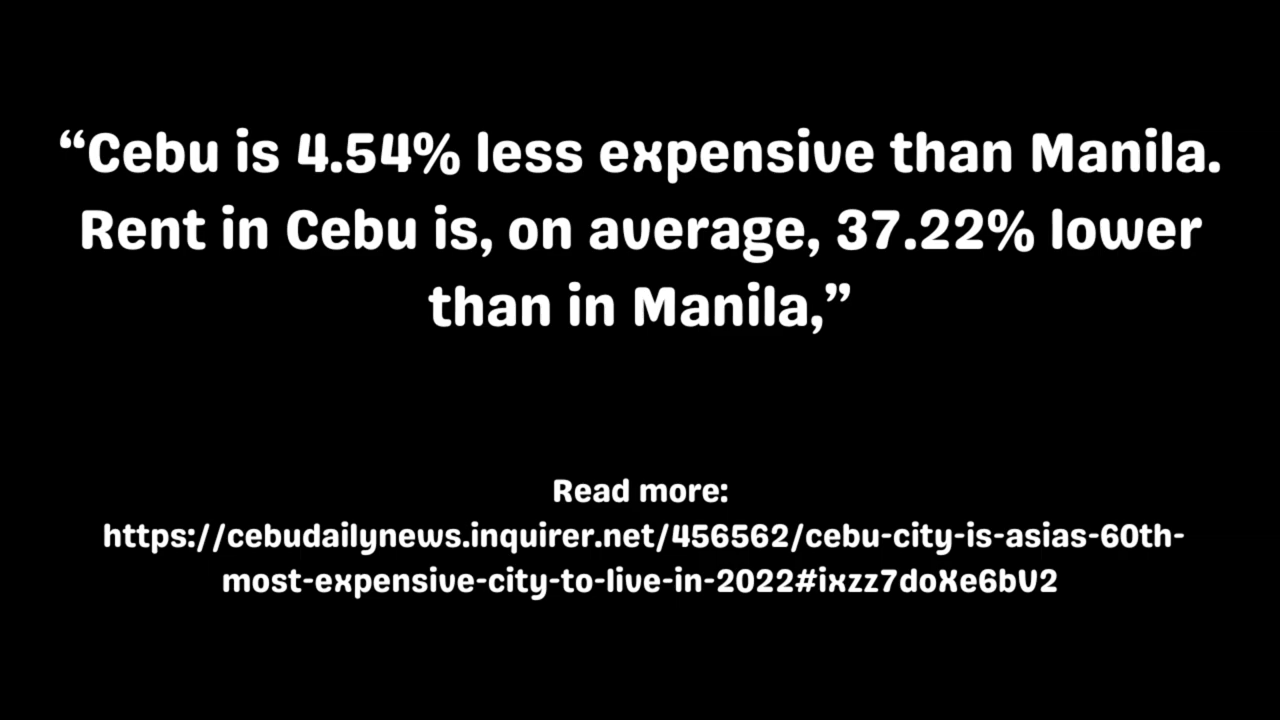 “Cebu is 4.54% less expensive than Manila.
Rent in Cebu is, on average, 37.22% lower
than in Manila,”
Read more:
https://cebudailynews.inquirer.net/456562/cebu-city-is-asias-60th-
most-expensive-city-to-live-in-2022#ixzz7doXe6bV2